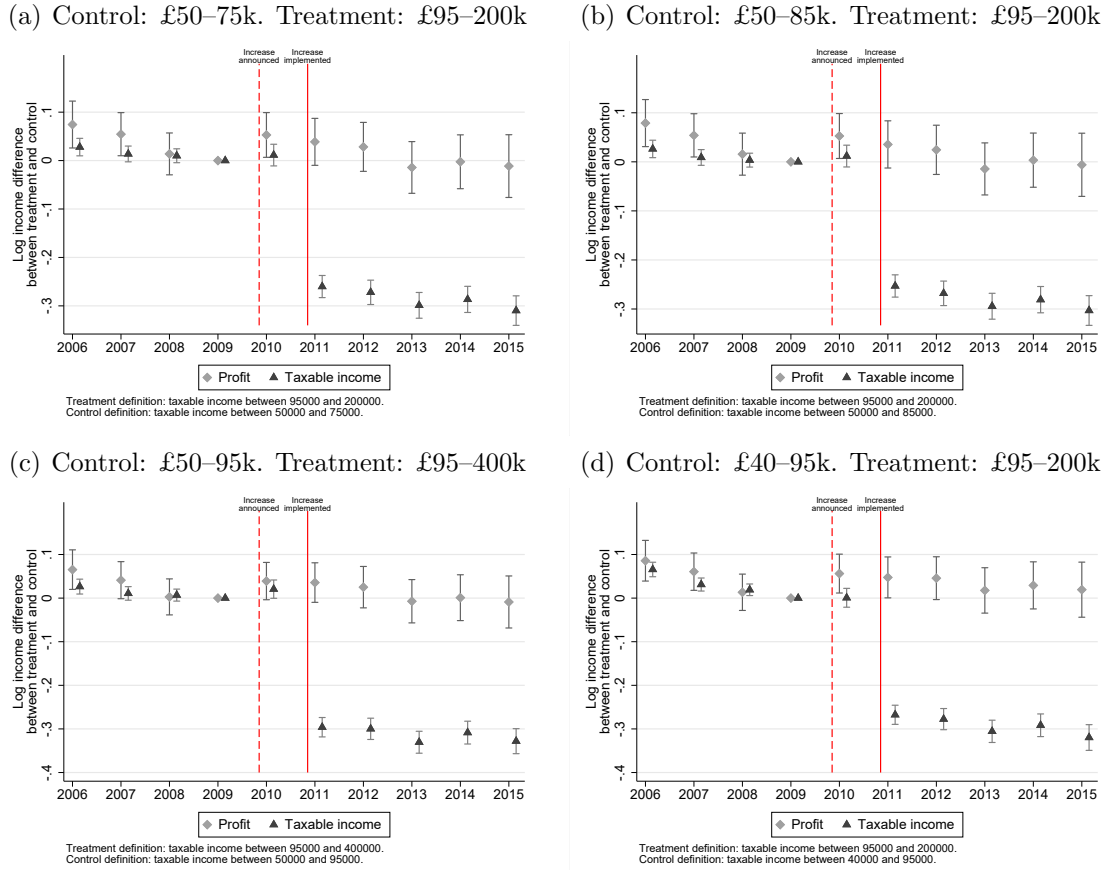 (a) Control: £50–75k. Treatment: £95–200k
Increase announced
Increase implemented
Log income difference
between treatment and control
.1
0
-.1
-.2
-.3
2006 2007 2008 2009 2010 2011 2012 2013 2014 2015
Profit Taxable income
Treatment definition: taxable income between 95000 and 200000.
Control definition: taxable income between 50000 and 75000.
(b) Control: £50–85k. Treatment: £95–200k
Increase announced
Increase implemented
Log income difference
between treatment and control
.1
0
-.1
-.2
-.3
2006 2007 2008 2009 2010 2011 2012 2013 2014 2015
Profit Taxable income
Treatment definition: taxable income between 95000 and 200000.
Control definition: taxable income between 50000 and 85000.
(c) Control: £50–95k. Treatment: £95–400k
Increase announced
Increase implemented
Log income difference
between treatment and control
.1
0
-.1
-.2
-.3
-.4
2006 2007 2008 2009 2010 2011 2012 2013 2014 2015
Profit Taxable income
Treatment definition: taxable income between 95000 and 400000.
Control definition: taxable income between 50000 and 95000.
(d) Control: £40–95k. Treatment: £95–200k
Increase announced
Increase implemented
Log income difference
between treatment and control
.1
0
-.1
-.2
-.3
-.4
2006 2007 2008 2009 2010 2011 2012 2013 2014 2015
Profit Taxable income
Treatment definition: taxable income between 95000 and 200000.
Control definition: taxable income between 40000 and 95000.